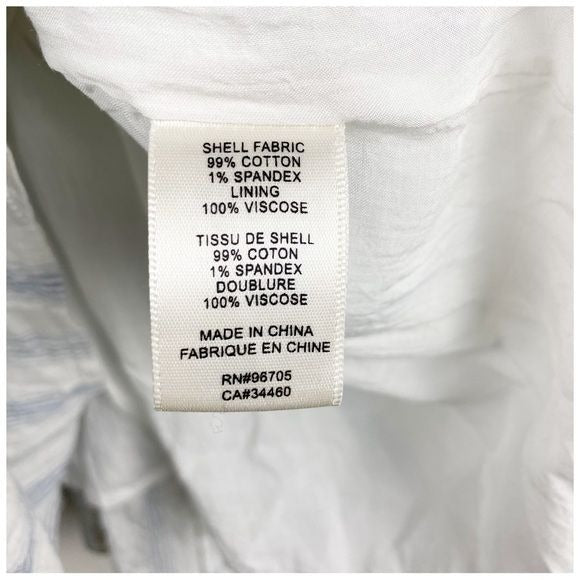 SHELL FABRIC
99% COTTON
1% SPANDEX
LINING
100% VISCOSE
TISSU DE SHELL
99% COTON
1% SPANDEX
DOUBLURE
100% VISCOSE
MADE IN CHINA
FABRIQUE EN CHINE
RN#96705
CA#34460